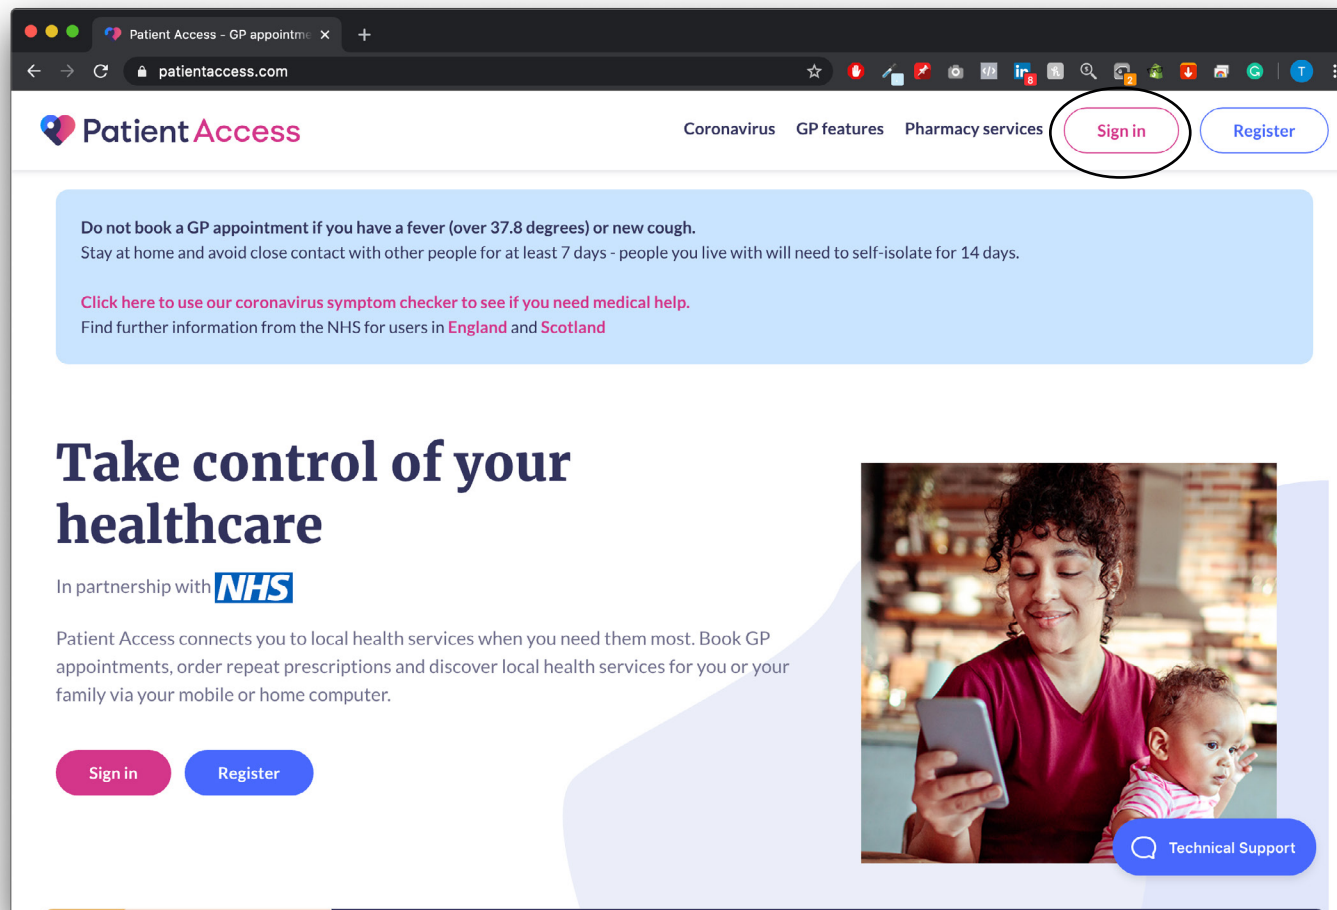 Patient Access - GP appointme
patientaccess.com
8
2
T
Patient Access
Coronavirus GP features Pharmacy services Sign in Register
Do not book a GP appointment if you have a fever (over 37.8 degrees) or new cough.
Stay at home and avoid close contact with other people for at least 7 days - people you live with will need to self-isolate for 14 days.
Click here to use our coronavirus symptom checker to see if you need medical help.
Find further information from the NHS for users in England and Scotland
Take control of your
healthcare
In partnership with NHS
Patient Access connects you to local health services when you need them most. Book GP
appointments, order repeat prescriptions and discover local health services for you or your
family via your mobile or home computer.
Sign in Register
Technical Support